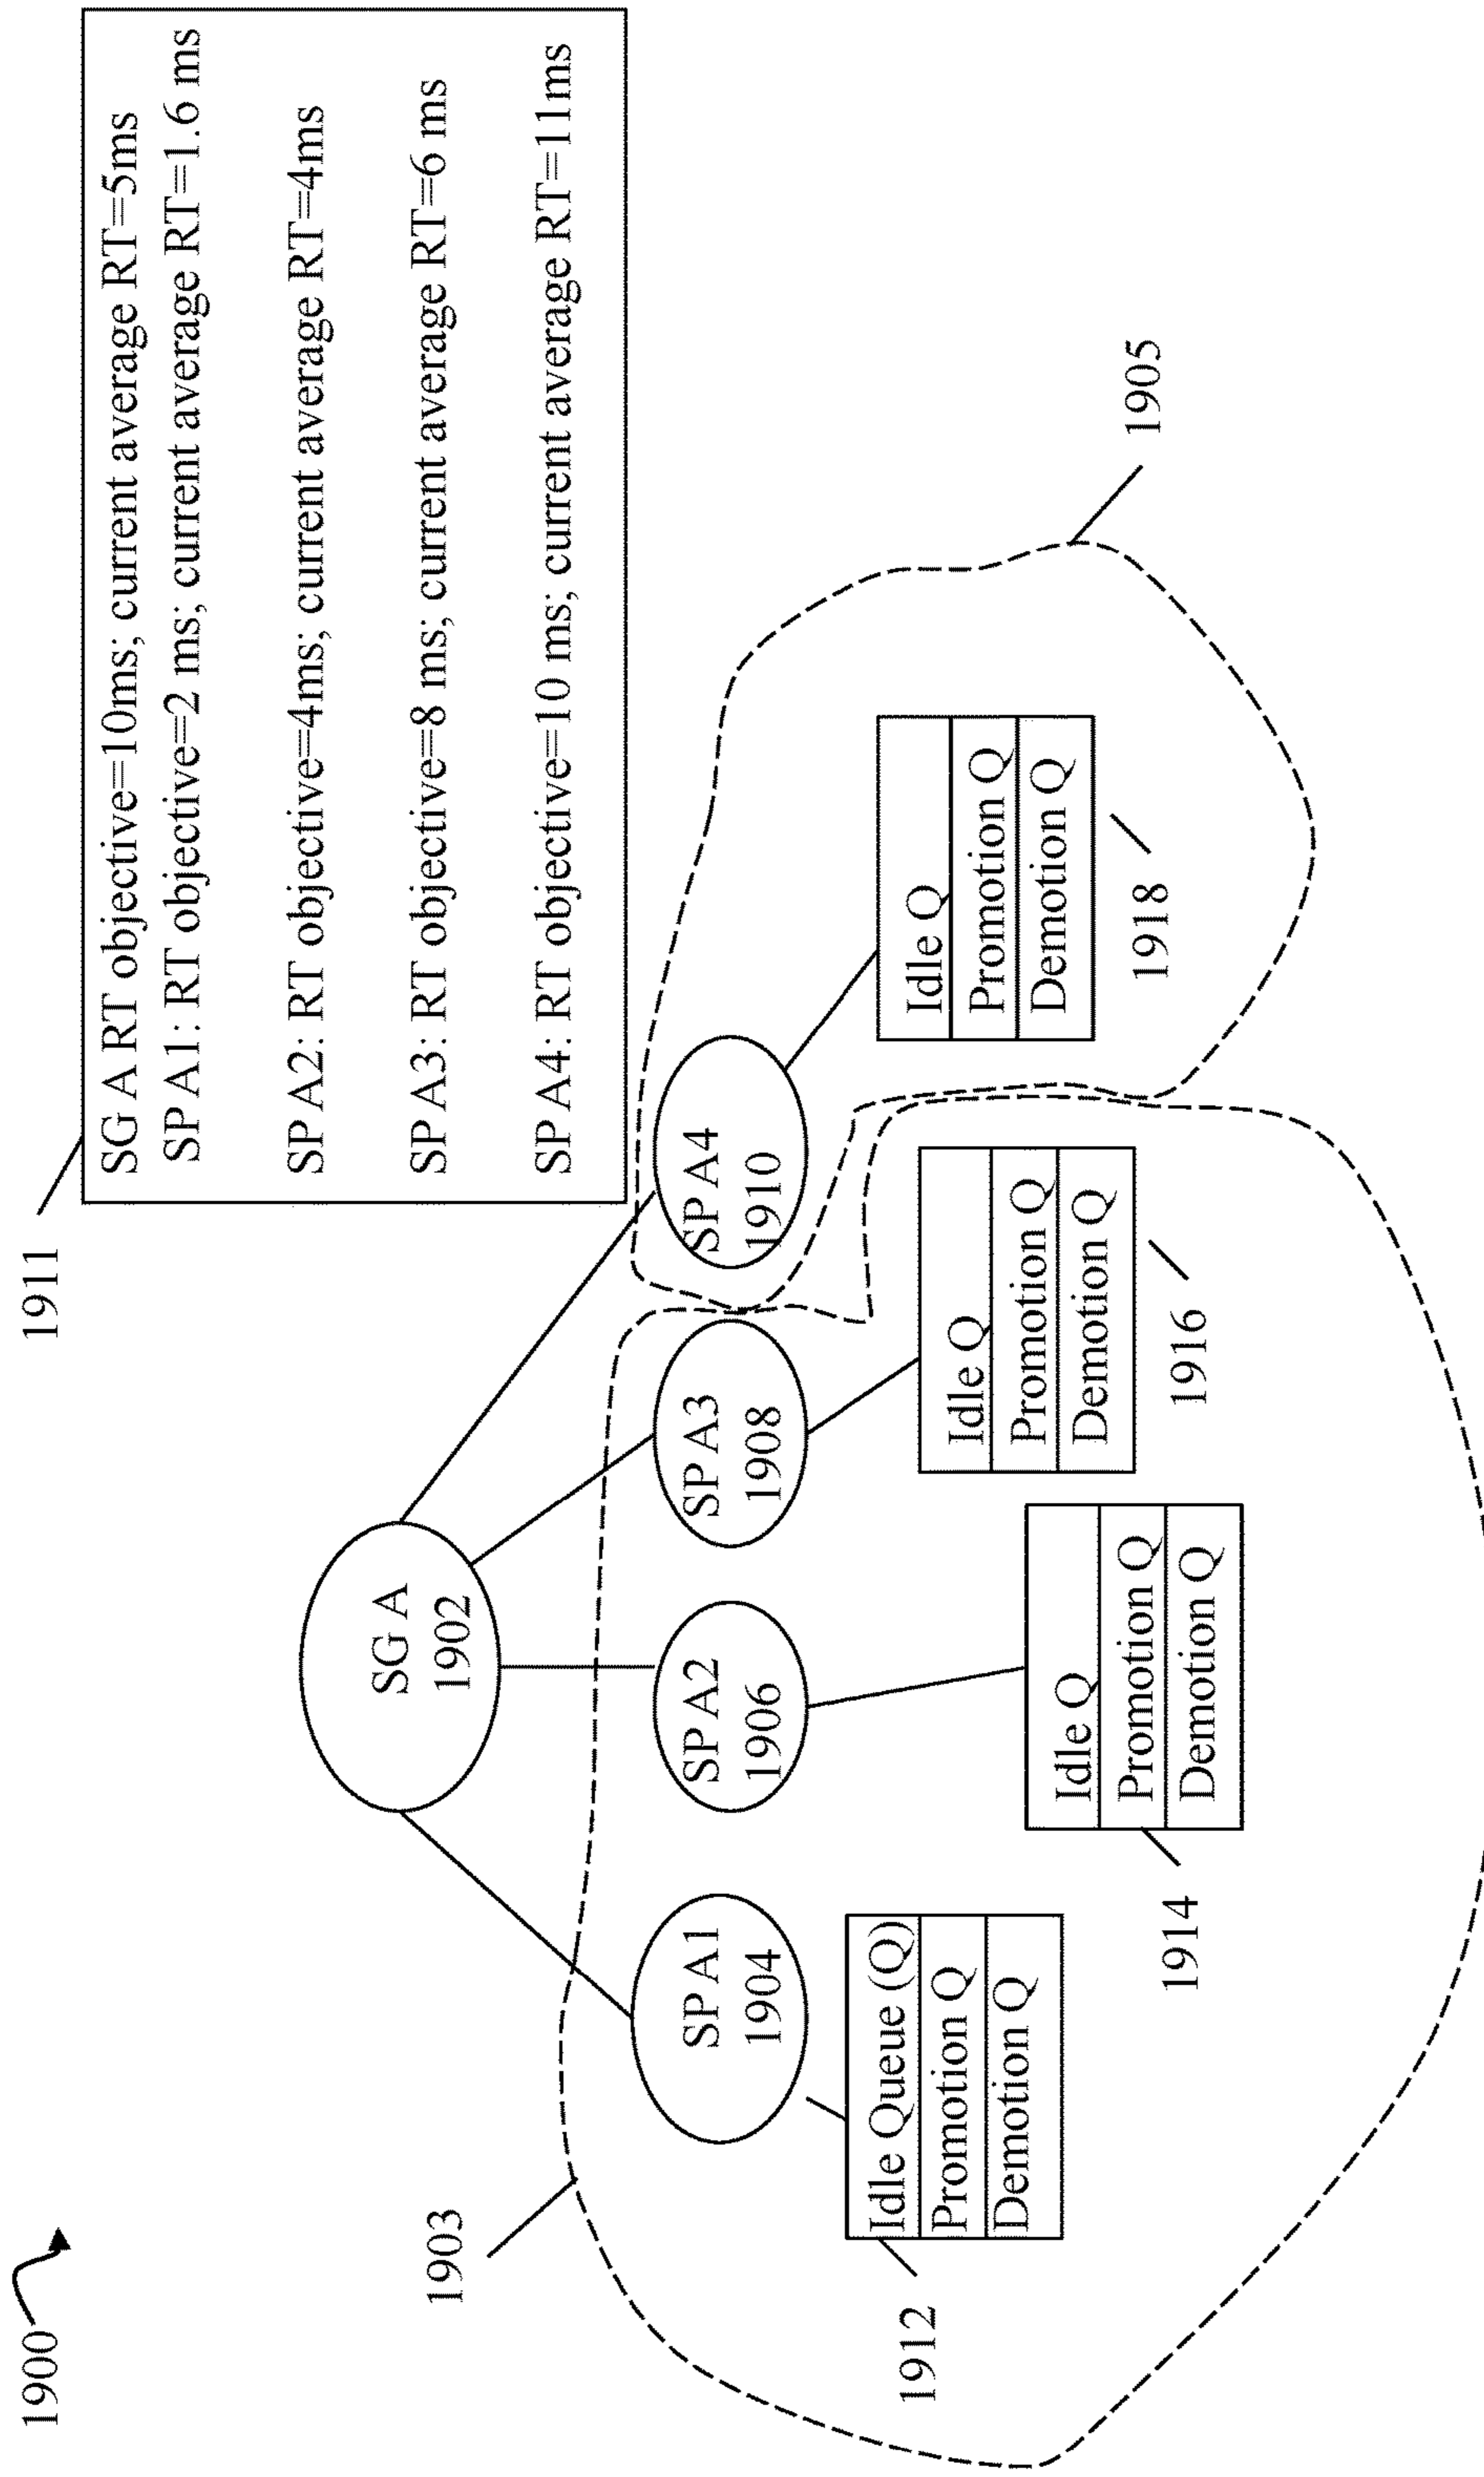 1900
1911
SG A RT objective=10ms; current average RT=5ms
SP A1: RT objective=2 ms; current average RT=1.6 ms
SP A2: RT objective=4ms; current average RT=4ms
SP A3: RT objective=8 ms; current average RT=6 ms
SP A4: RT objective=10 ms; current average RT=11ms
SG A
1902
1903
SP A1
1904
SP A2
1906
SP A3
1908
SP A4
1910
1905
1912
Idle Queue (Q)
Promotion Q
Demotion Q
1914
Idle Q
Promotion Q
Demotion Q
1916
Idle Q
Promotion Q
Demotion Q
1918
Idle Q
Promotion Q
Demotion Q